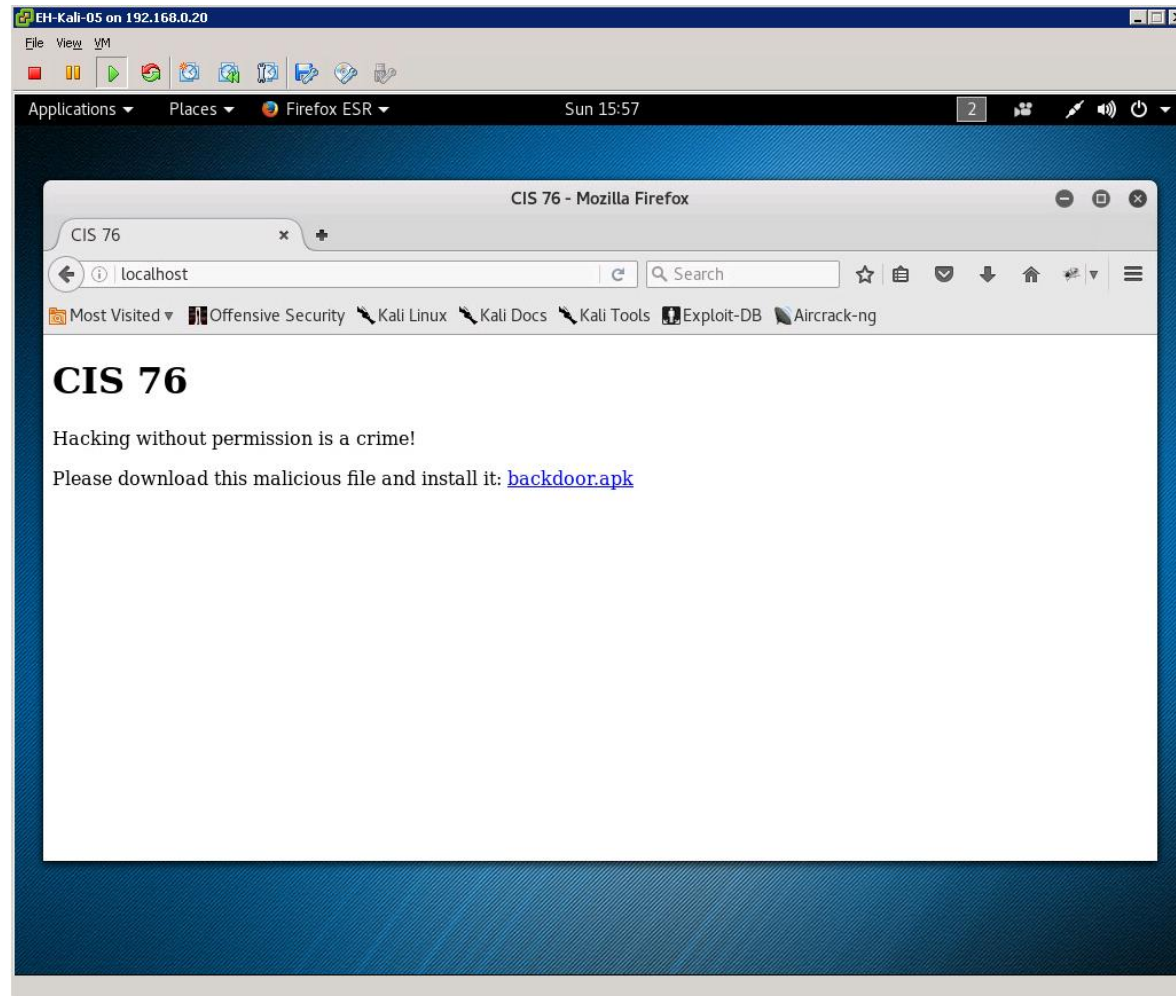 EH-Kali-05 on 192.168.0.20
File View VM
Applications Places Firefox ESR Sun 15:57 2
CIS 76 - Mozilla Firefox
CIS 76
localhost Search
Most Visited Offensive Security Kali Linux Kali Docs Kali Tools Exploit-DB Aircrack-ng
CIS 76
Hacking without permission is a crime!
Please download this malicious file and install it: backdoor.apk